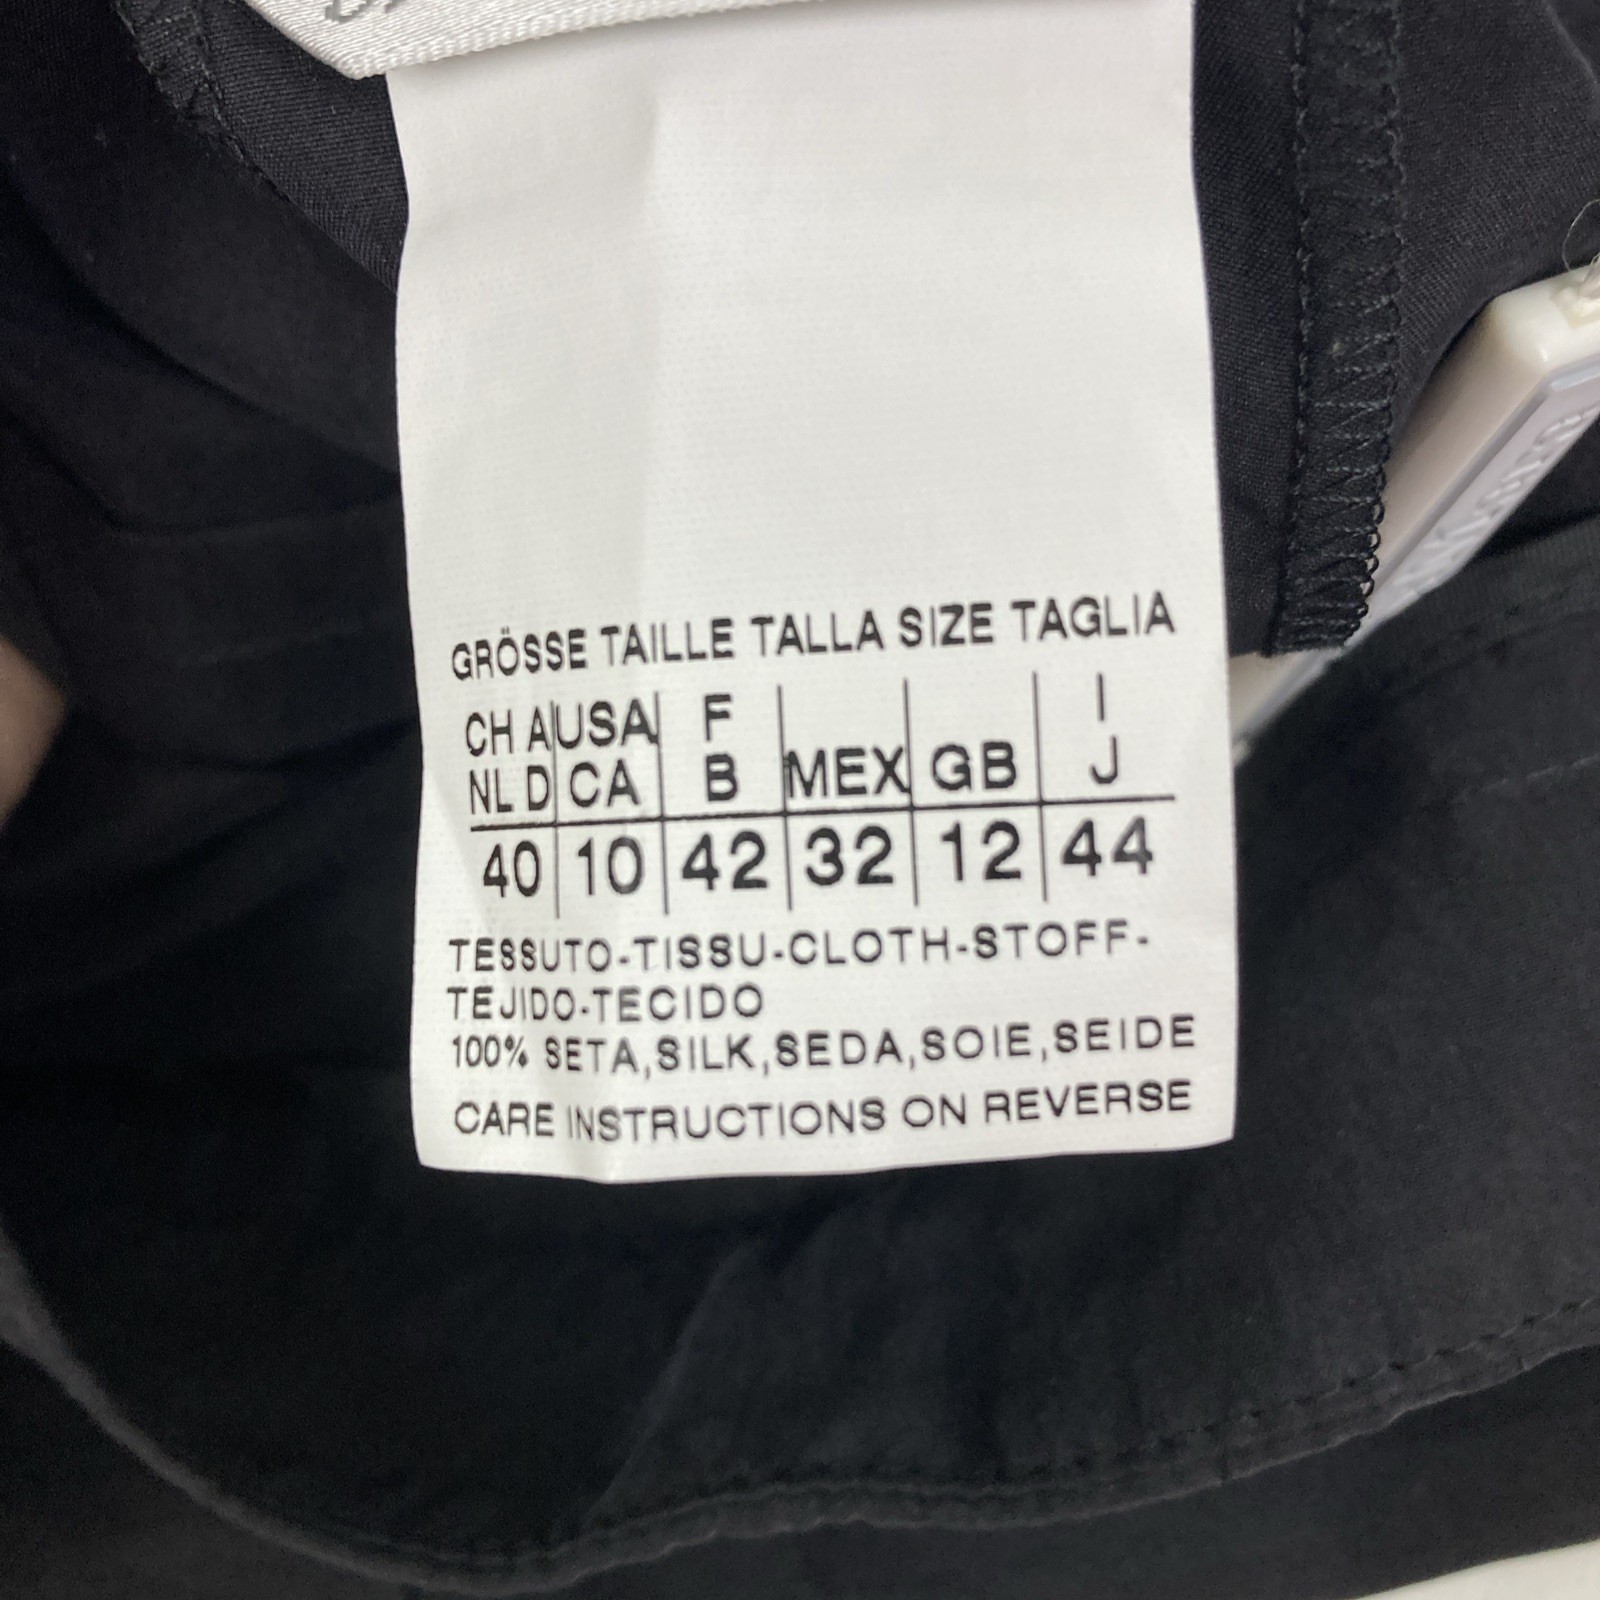 GRÖSSE TAILLE TALLA SIZE TAGLIA
CH A USA F I
NL D CA B MEX GB J
40 10 42 32 12 44
TESSUTO-TISSU-CLOTH-STOFF-
TEJIDO-TECIDO
100% SETA,SILK,SEDA,SOIE,SEIDE
CARE INSTRUCTIONS ON REVERSE